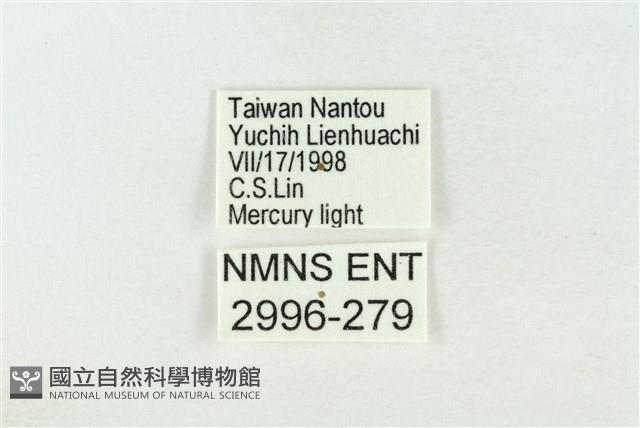 Taiwan Nantou
Yuchih Lienhuachi
VII/17/1998
C.S.Lin
Mercury light
NMNS ENT
2996-279
國立自然科學博物館
NATIONAL MUSEUM OF NATURAL SCIENCE